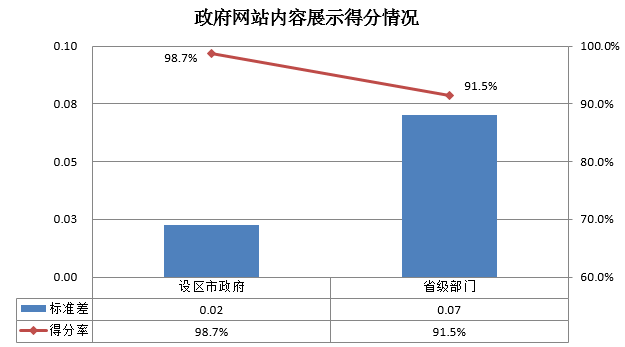 政府网站内容展示得分情况
0.10 100.0%
98.7%
91.5%
0.08 90.0%
0.05 80.0%
0.03 70.0%
0.00 60.0%
设区市政府 省级部门
标准差 0.02 0.07
得分率 98.7% 91.5%